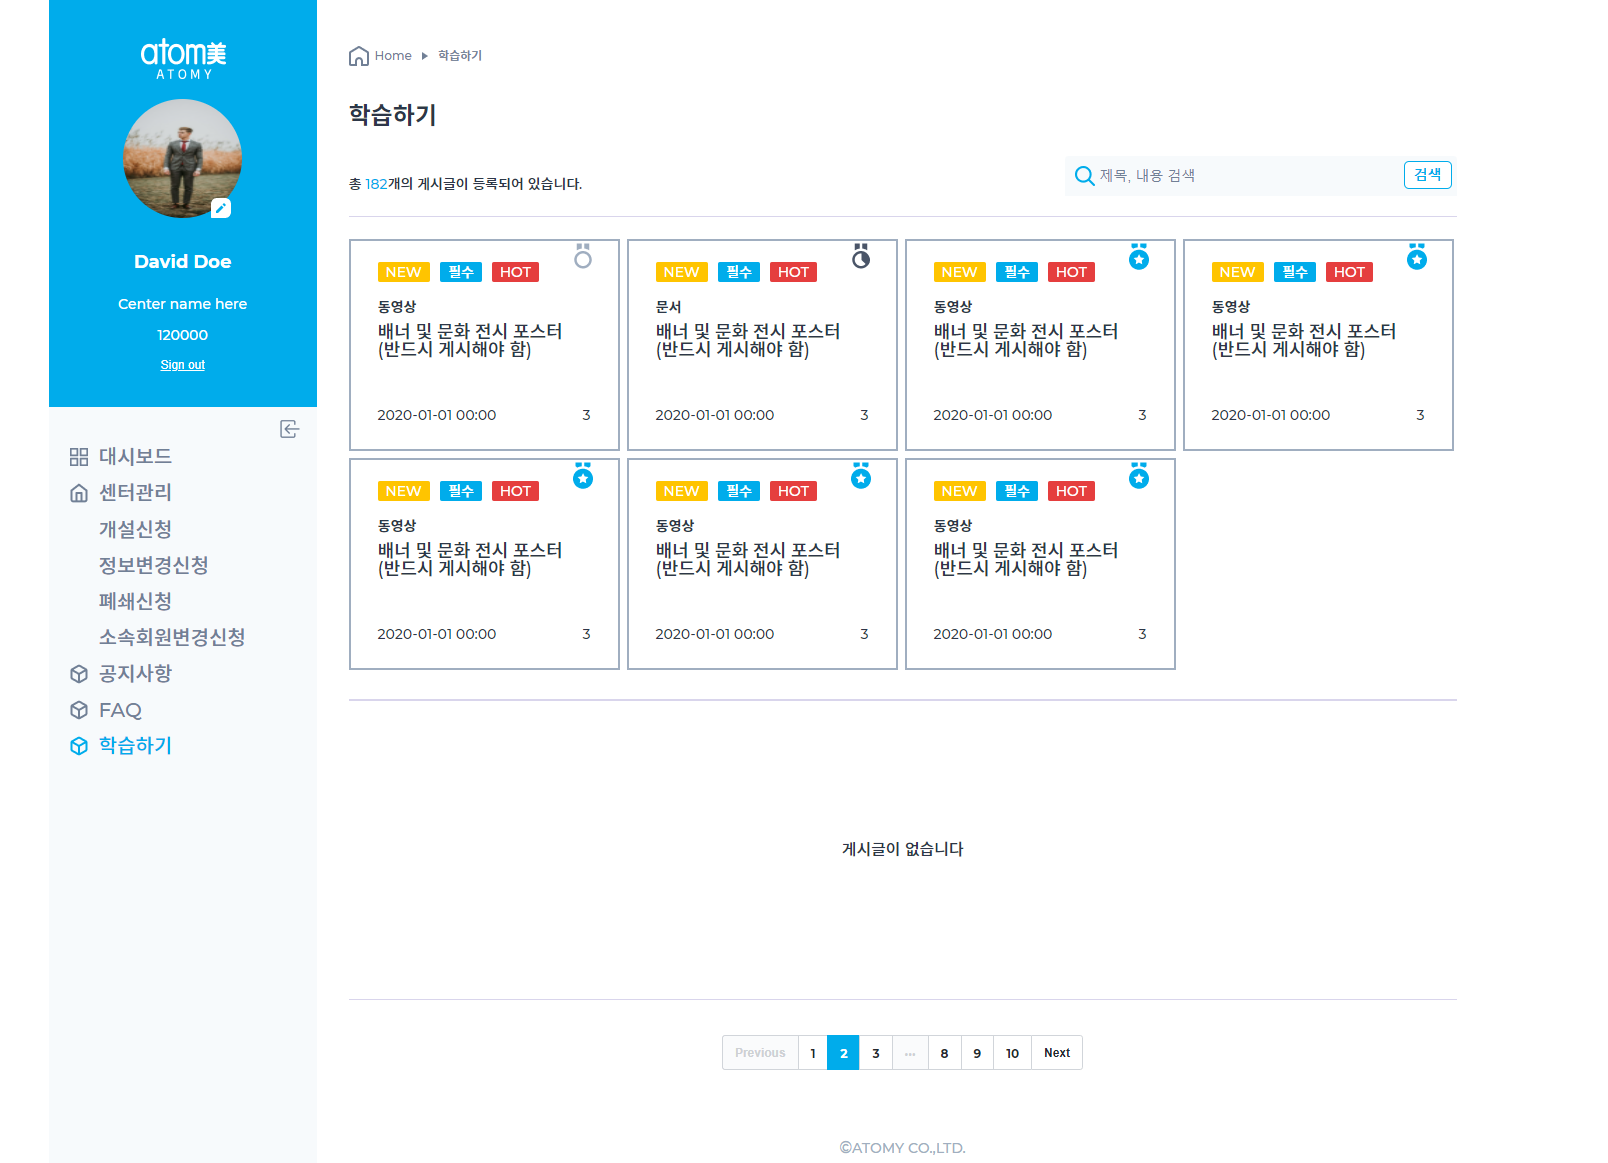 atom美
ATOMY
David Doe
Center name here
120000
Sign out
대시보드
센터관리
개설신청
정보변경신청
폐쇄신청
소속회원변경신청
공지사항
FAQ
학습하기
Home 학습하기
학습하기
총 182개의 게시글이 등록되어 있습니다.
제목, 내용 검색 검색
NEW 필수 HOT
동영상
배너 및 문화 전시 포스터
(반드시 게시해야 함)
2020-01-01 00:00 3
NEW 필수 HOT
문서
배너 및 문화 전시 포스터
(반드시 게시해야 함)
2020-01-01 00:00 3
NEW 필수 HOT
동영상
배너 및 문화 전시 포스터
(반드시 게시해야 함)
2020-01-01 00:00 3
NEW 필수 HOT
동영상
배너 및 문화 전시 포스터
(반드시 게시해야 함)
2020-01-01 00:00 3
NEW 필수 HOT
동영상
배너 및 문화 전시 포스터
(반드시 게시해야 함)
2020-01-01 00:00 3
NEW 필수 HOT
동영상
배너 및 문화 전시 포스터
(반드시 게시해야 함)
2020-01-01 00:00 3
NEW 필수 HOT
동영상
배너 및 문화 전시 포스터
(반드시 게시해야 함)
2020-01-01 00:00 3
게시글이 없습니다
Previous 1 2 3 ... 8 9 10 Next
©ATOMY CO.,LTD.